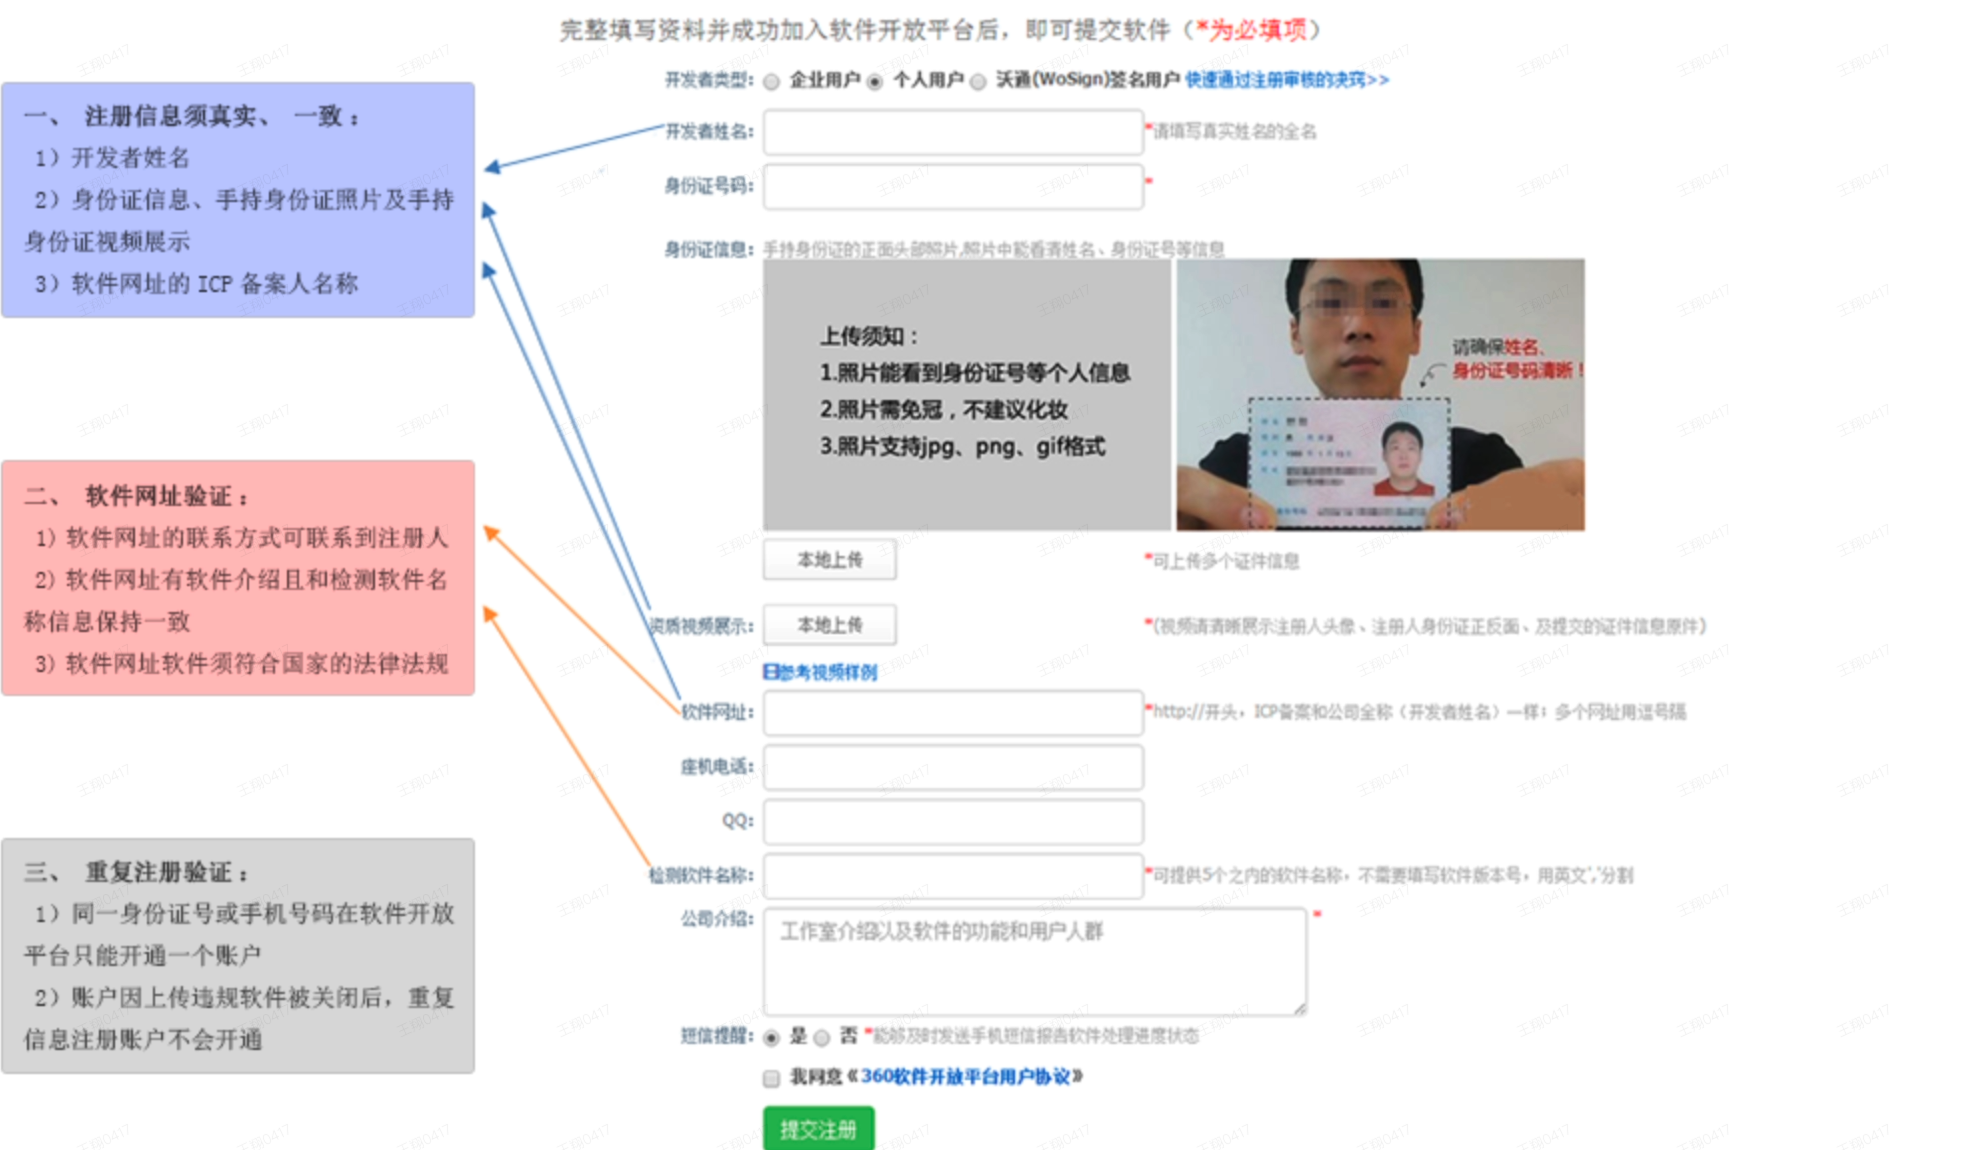 完整填写资料并成功加入软件开放平台后，即可提交软件（*为必填项）
一、 注册信息须真实、 一致：
1）开发者姓名
2）身份证信息、手持身份证照片及手持
身份证视频展示
3）软件网址的 ICP 备案人名称
二、 软件网址验证：
1）软件网址的联系方式可联系到注册人
2）软件网址有软件介绍且和检测软件名
称信息保持一致
3）软件网址软件须符合国家的法律法规
三、 重复注册验证：
1）同一身份证号或手机号码在软件开放
平台只能开通一个账户
2）账户因上传违规软件被关闭后，重复
信息注册账户不会开通
开发者类型： 企业用户 个人用户 沃通(WoSign)签名用户 快速通过注册审核的决窍>>
开发者姓名： *请填写真实姓名的全名
身份证号码： *
身份证信息： 手持身份证的正面头部照片,照片中能看清姓名、身份证号等信息
上传须知：
1.照片能看到身份证号等个人信息
2.照片需免冠，不建议化妆
3.照片支持jpg、png、gif格式
请确保姓名、
身份证号码清晰！
本地上传 *可上传多个证件信息
资质视频展示： 本地上传 *(视频请清晰展示注册人头像、注册人身份证正反面、及提交的证件信息原件)
参考视频样例
软件网址： *http://开头，ICP备案和公司全称（开发者姓名）一样；多个网址用逗号隔
座机电话：
QQ：
检测软件名称： *可提供5个之内的软件名称，不需要填写软件版本号，用英文','分割
公司介绍： 工作室介绍以及软件的功能和用户人群 *
短信提醒： 是 否 *能够及时发送手机短信报告软件处理进度状态
我同意《360软件开放平台用户协议》
提交注册
王翔0417